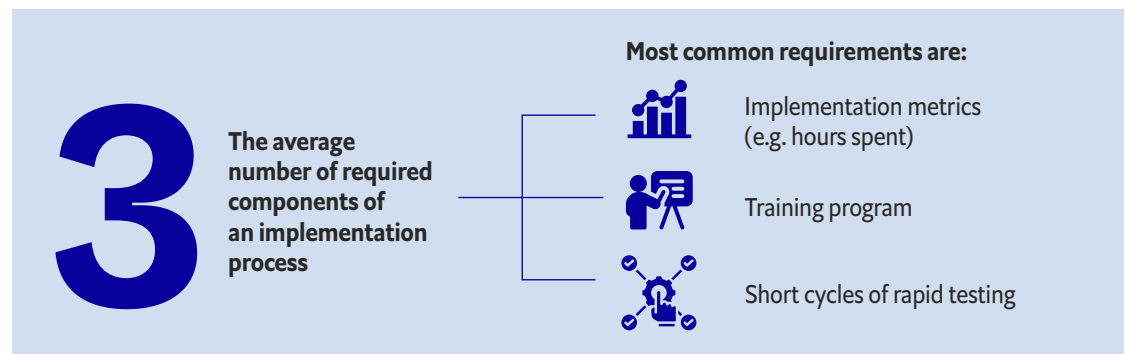 3
The average
number of required
components of
an implementation
process
Most common requirements are:
Implementation metrics
(e.g. hours spent)
Training program
Short cycles of rapid testing